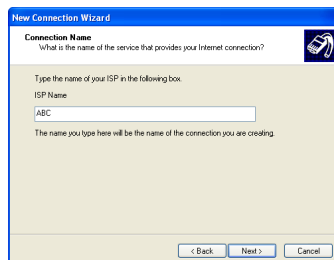 New Connection Wizard
Connection Name
What is the name of the service that provides your Internet connection?
Type the name of your ISP in the following box.
ISP Name
ABC
The name you type here will be the name of the connection you are creating.
< Back
Next >
Cancel